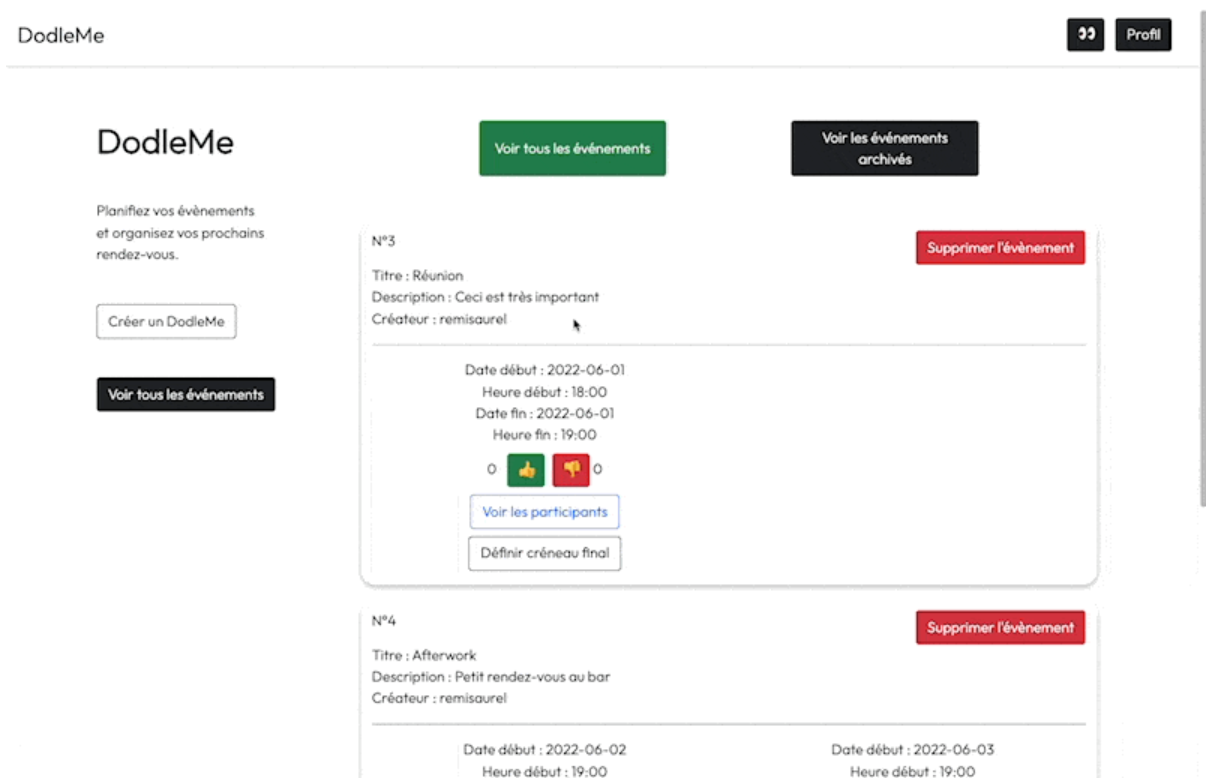 DodleMe
Profil
DodleMe
Planifiez vos évènements
et organisez vos prochains
rendez-vous.
Créer un DodleMe
Voir tous les événements
Voir tous les événements
Voir les événements
archivés
N°3
Supprimer l'évènement
Titre : Réunion
Description : Ceci est très important
Créateur : remisaurel
Date début : 2022-06-01
Heure début : 18:00
Date fin : 2022-06-01
Heure fin : 19:00
0 👍 👎 0
Voir les participants
Définir créneau final
N°4
Supprimer l'évènement
Titre : Afterwork
Description : Petit rendez-vous au bar
Créateur : remisaurel
Date début : 2022-06-02
Heure début : 19:00
Date début : 2022-06-03
Heure début : 19:00